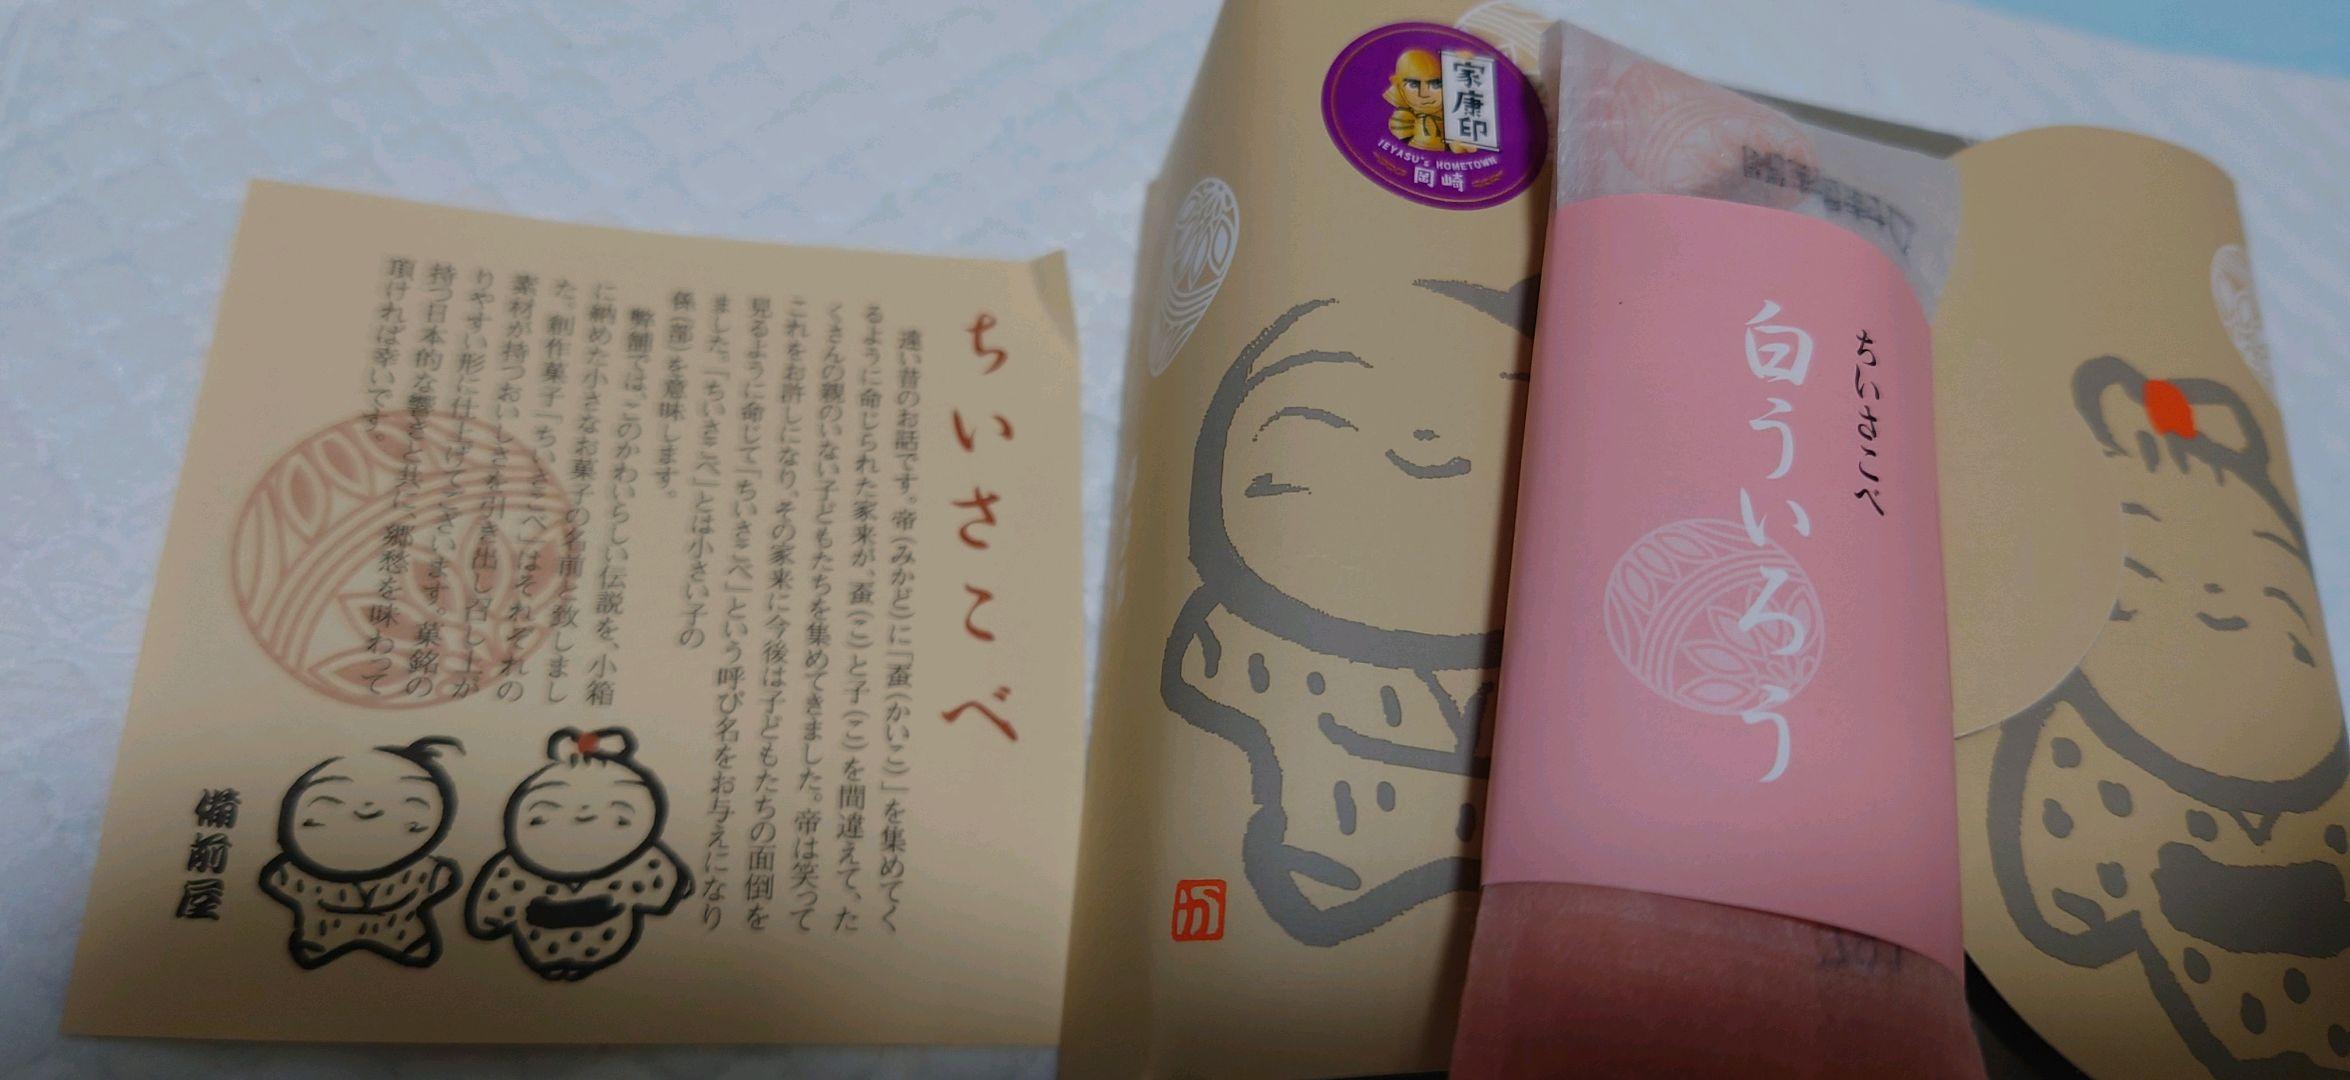 ちいさこべ
遠い昔のお話です。帝(みかど)に「蚕(かいこ)」を集めてく
るように命じられた家来が、蚕(こ)と子(こ)を間違えて、た
くさんの親のいない子どもたちを集めてきました。帝は笑って
これをお許しになり、その家来に今後は子どもたちの面倒を
見るように命じて「ちいさこべ」という呼び名をお与えになり
ました。「ちいさこべ」とは小さい子の
係(部)を意味します。
弊舗では、このかわいらしい伝説を、小箱
に納めた小さなお菓子の名前と致しまし
た。創作菓子「ちいさこべ」はそれぞれの
素材が持つおいしさを引き出し召し上が
りやすい形に仕上げてございます。菓銘の
持つ日本的な響きと共に、郷愁を味わって
頂ければ幸いです。
備前屋
家康印
IEYASU's HOMETOWN
岡崎
ちいさこべ
白ういろう